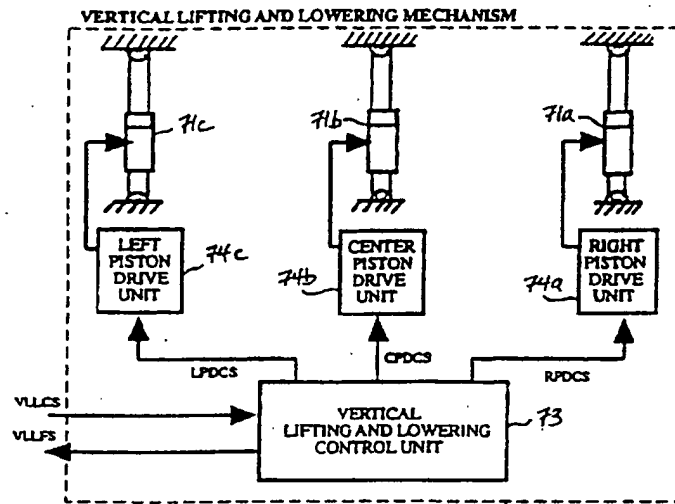 VERTICAL LIFTING AND LOWERING MECHANISM
71c
71b
71a
LEFT
PISTON
DRIVE
UNIT
74c
CENTER
PISTON
DRIVE
UNIT
74b
RIGHT
PISTON
DRIVE
UNIT
74a
LPDCS
CPDCS
RPDCS
VLLCS
VLLFS
VERTICAL
LIFTING AND LOWERING
CONTROL UNIT
73